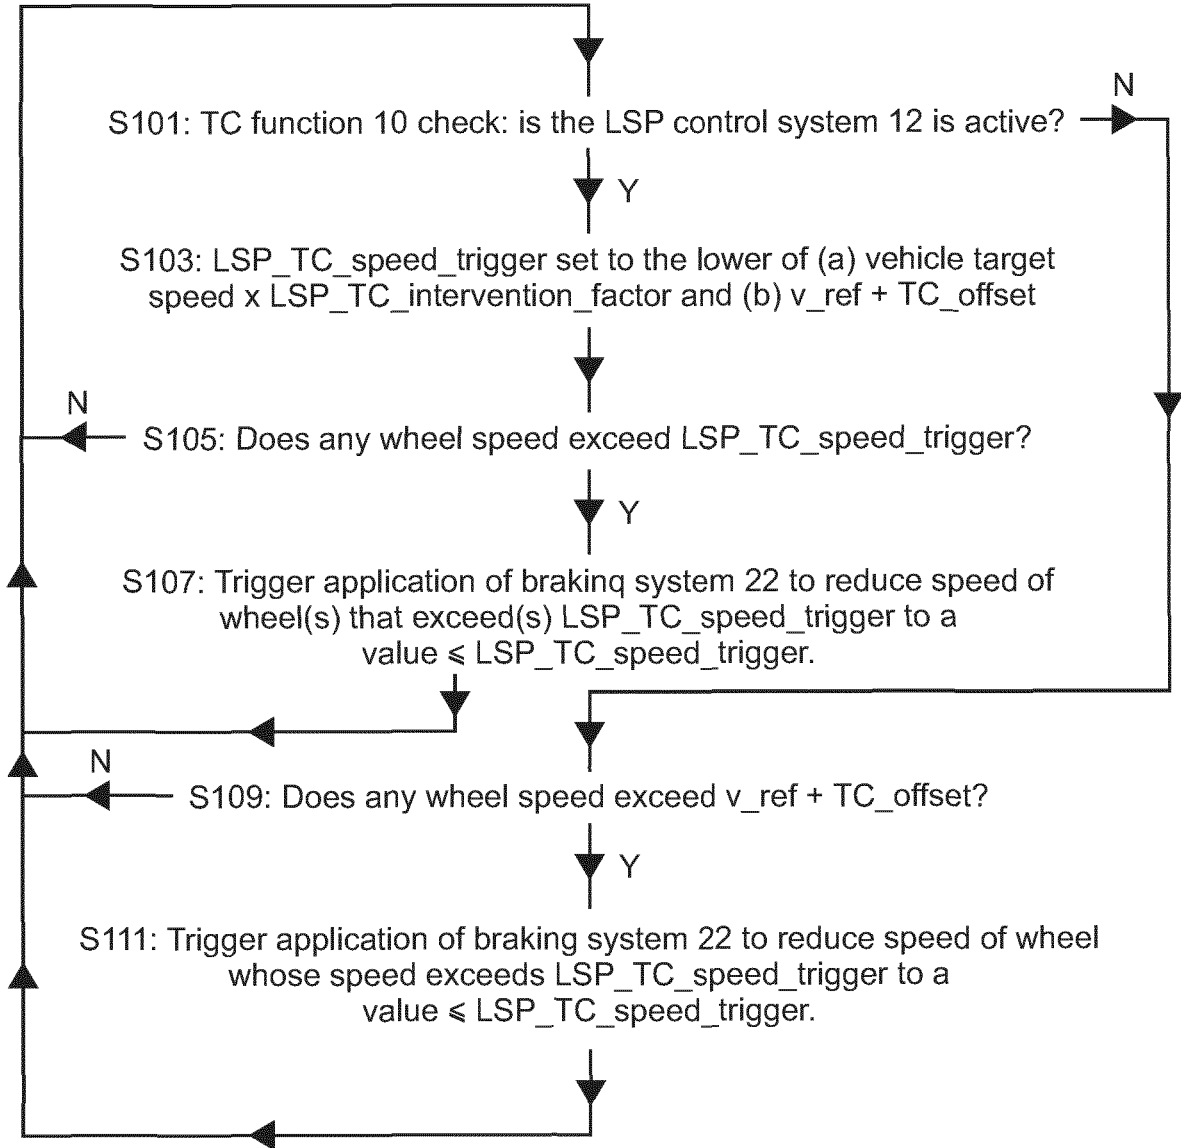 N
S101: TC function 10 check: is the LSP control system 12 is active?
Y
S103: LSP_TC_speed_trigger set to the lower of (a) vehicle target
speed x LSP_TC_intervention_factor and (b) v_ref + TC_offset
N
S105: Does any wheel speed exceed LSP_TC_speed_trigger?
Y
S107: Trigger application of brakinq system 22 to reduce speed of
wheel(s) that exceed(s) LSP_TC_speed_trigger to a
value ⩽ LSP_TC_speed_trigger.
N
S109: Does any wheel speed exceed v_ref + TC_offset?
Y
S111: Trigger application of braking system 22 to reduce speed of wheel
whose speed exceeds LSP_TC_speed_trigger to a
value ⩽ LSP_TC_speed_trigger.